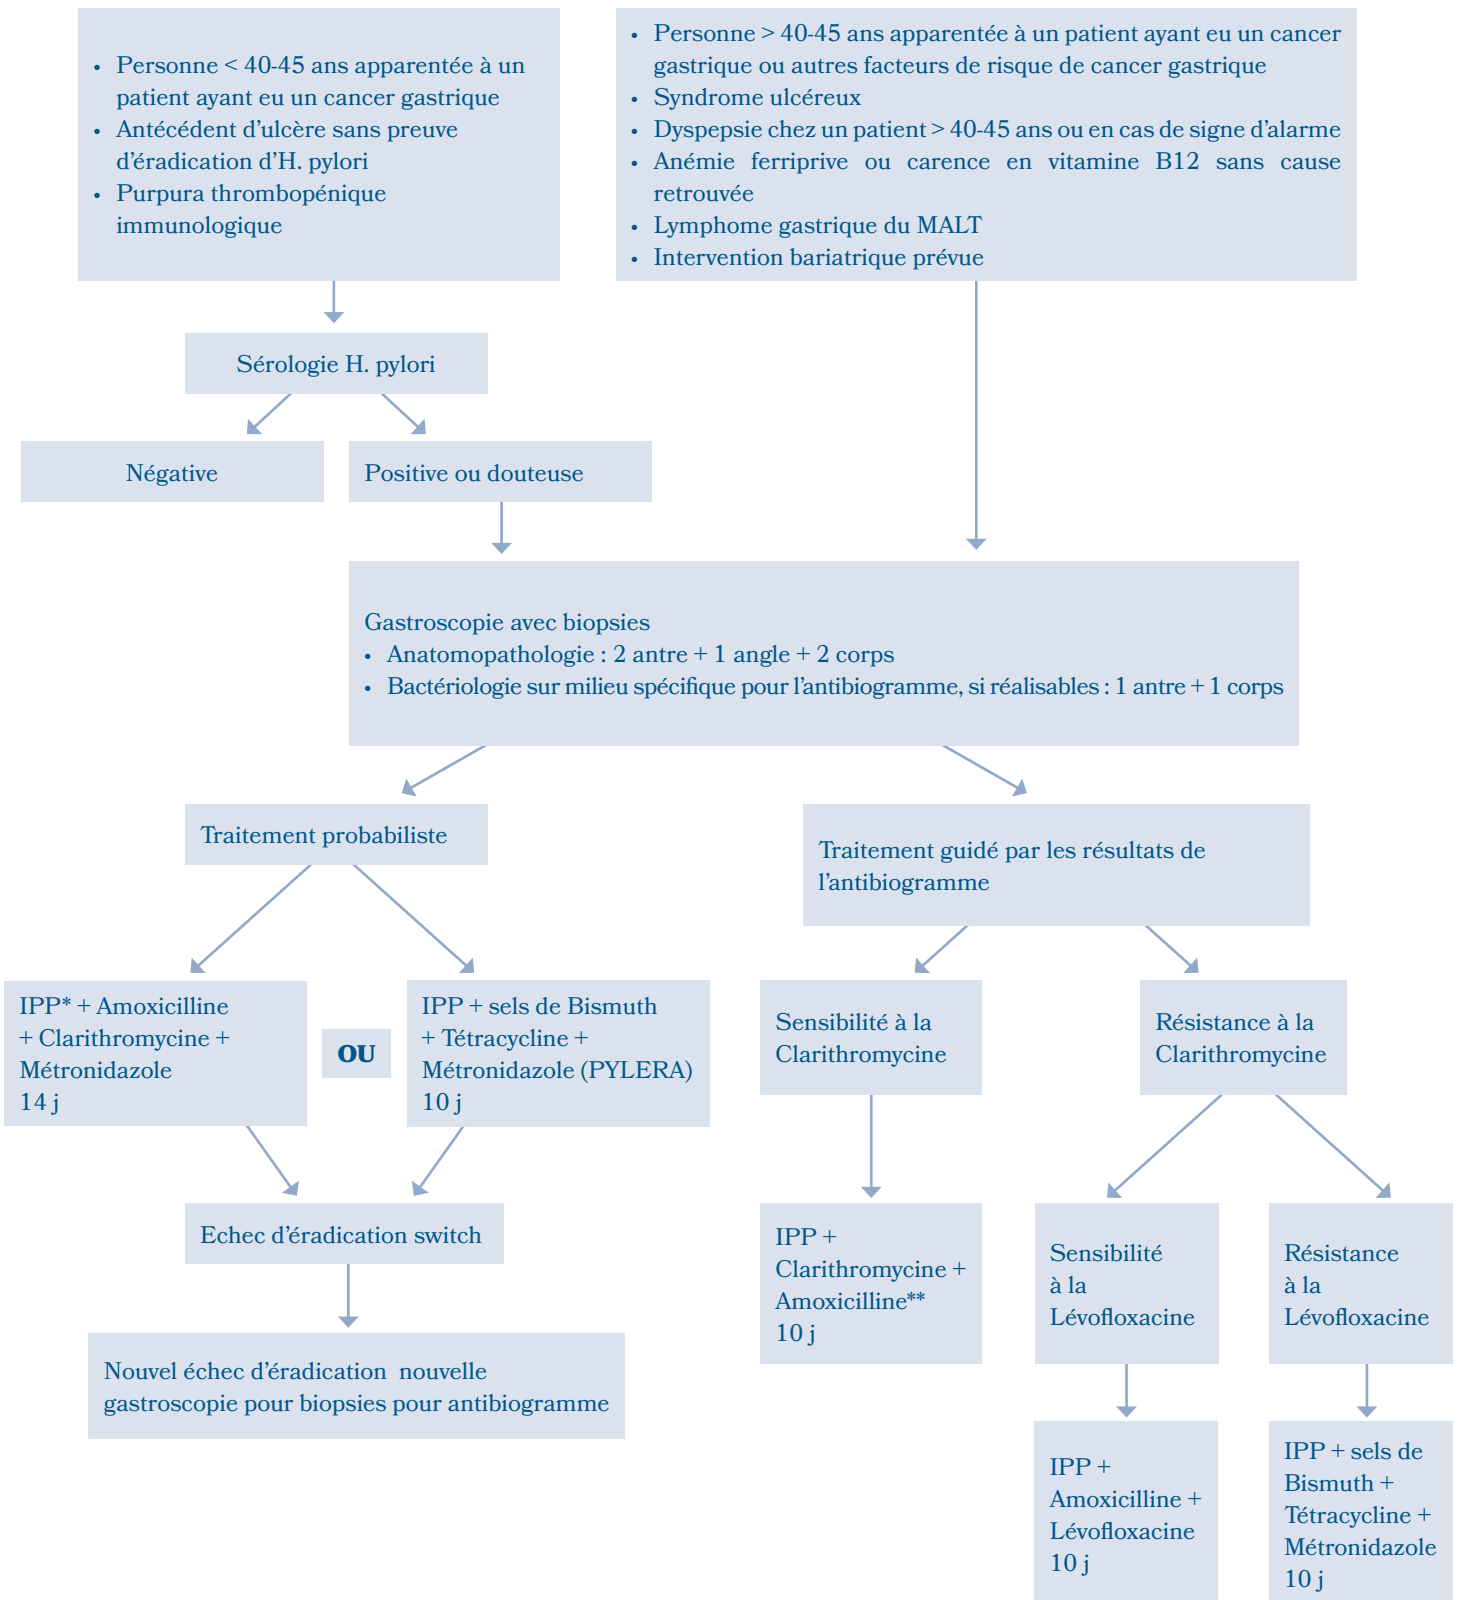 • Personne < 40-45 ans apparentée à un
patient ayant eu un cancer gastrique
• Antécédent d'ulcère sans preuve
d'éradication d'H. pylori
• Purpura thrombopénique
immunologique
• Personne > 40-45 ans apparentée à un patient ayant eu un cancer
gastrique ou autres facteurs de risque de cancer gastrique
• Syndrome ulcéreux
• Dyspepsie chez un patient > 40-45 ans ou en cas de signe d'alarme
• Anémie ferriprive ou carence en vitamine B12 sans cause
retrouvée
• Lymphome gastrique du MALT
• Intervention bariatrique prévue
Sérologie H. pylori
Négative
Positive ou douteuse
Gastroscopie avec biopsies
• Anatomopathologie : 2 antre + 1 angle + 2 corps
• Bactériologie sur milieu spécifique pour l'antibiogramme, si réalisables : 1 antre + 1 corps
Traitement probabiliste
Traitement guidé par les résultats de
l'antibiogramme
IPP* + Amoxicilline
+ Clarithromycine +
Métronidazole
14 j
OU
IPP + sels de Bismuth
+ Tétracycline +
Métronidazole (PYLERA)
10 j
Sensibilité à la
Clarithromycine
Résistance à la
Clarithromycine
Echec d'éradication switch
Nouvel échec d'éradication nouvelle
gastroscopie pour biopsies pour antibiogramme
IPP +
Clarithromycine +
Amoxicilline**
10 j
Sensibilité
à la
Lévofloxacine
Résistance
à la
Lévofloxacine
IPP +
Amoxicilline +
Lévofloxacine
10 j
IPP + sels de
Bismuth +
Tétracycline +
Métronidazole
10 j